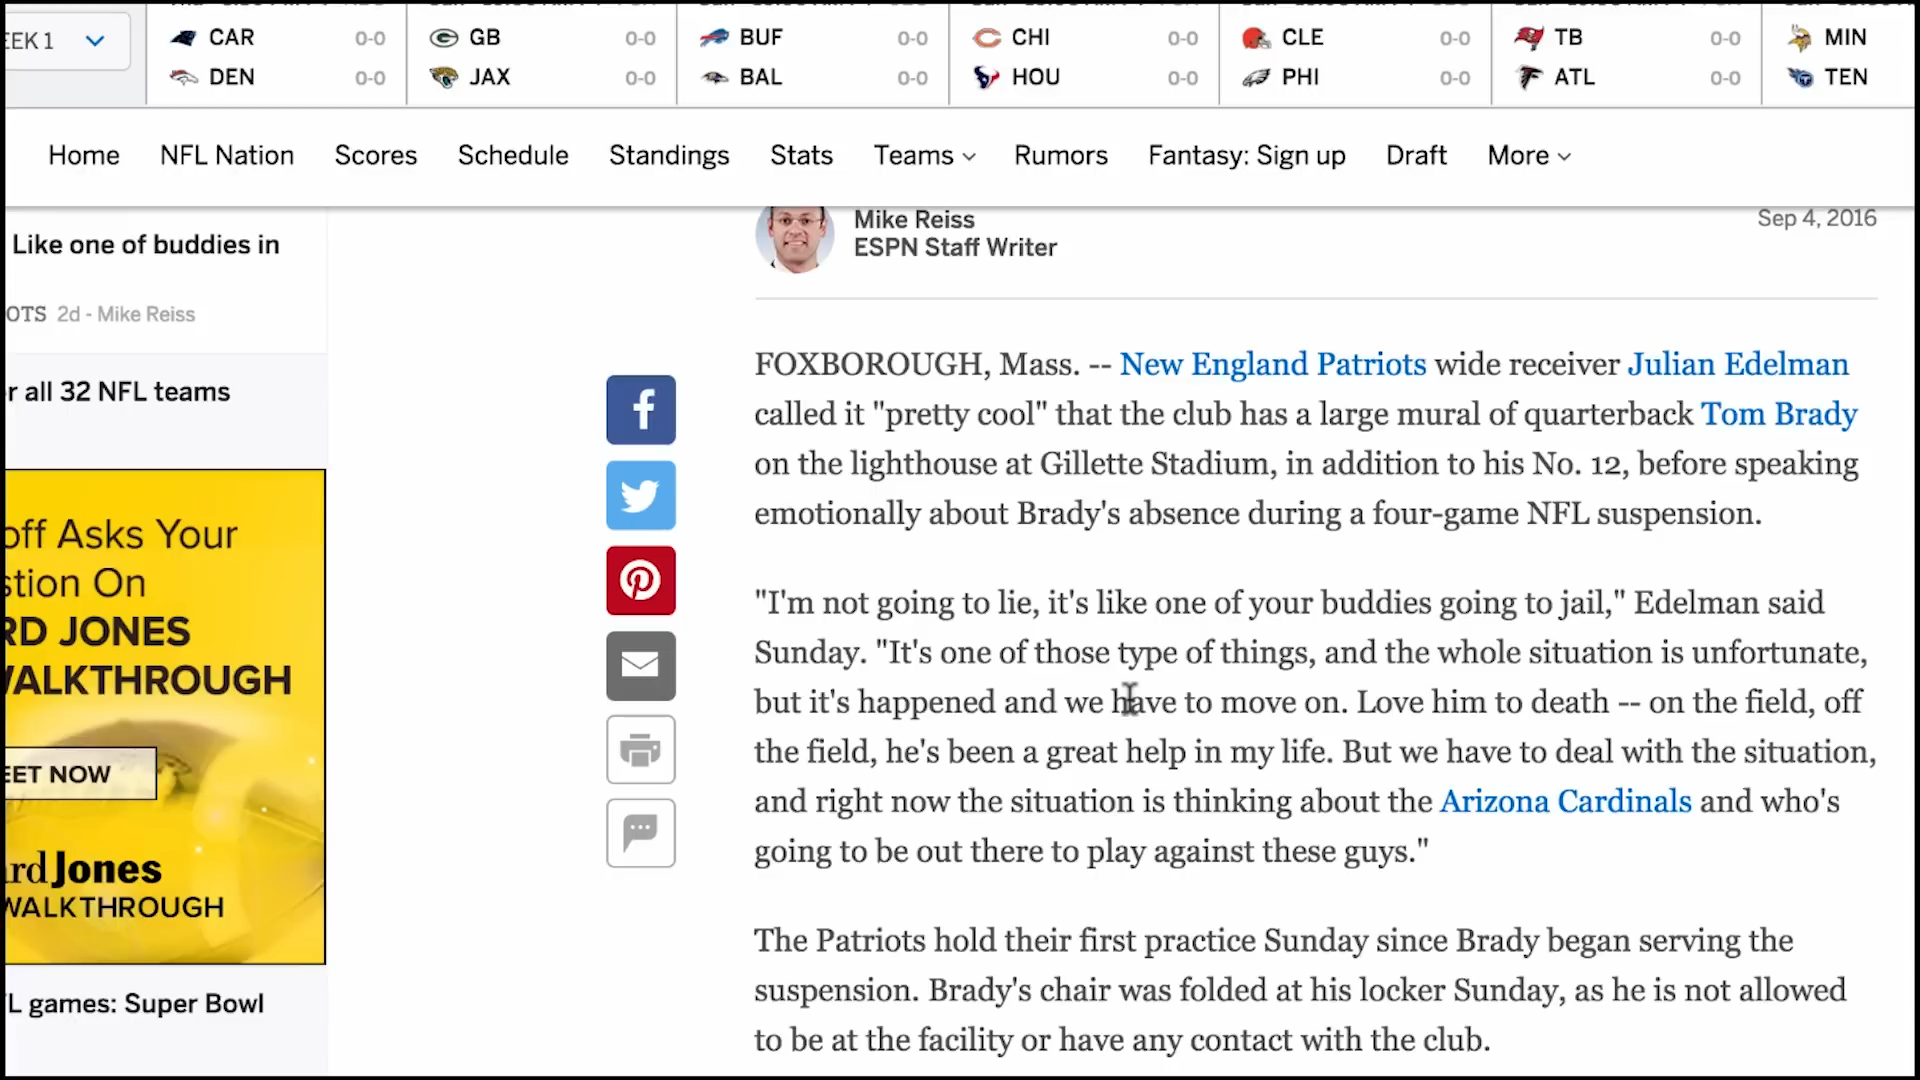 EEK 1
CAR 0-0
DEN 0-0
GB 0-0
JAX 0-0
BUF 0-0
BAL 0-0
CHI 0-0
HOU 0-0
CLE 0-0
PHI 0-0
TB 0-0
ATL 0-0
MIN
TEN
Home NFL Nation Scores Schedule Standings Stats Teams Rumors Fantasy: Sign up Draft More
Like one of buddies in
OTS 2d - Mike Reiss
r all 32 NFL teams
off Asks Your
stion On
RD JONES
WALKTHROUGH
EET NOW
rd Jones
WALKTHROUGH
L games: Super Bowl
Mike Reiss
ESPN Staff Writer
Sep 4, 2016
FOXBOROUGH, Mass. -- New England Patriots wide receiver Julian Edelman
called it "pretty cool" that the club has a large mural of quarterback Tom Brady
on the lighthouse at Gillette Stadium, in addition to his No. 12, before speaking
emotionally about Brady's absence during a four-game NFL suspension.
"I'm not going to lie, it's like one of your buddies going to jail," Edelman said
Sunday. "It's one of those type of things, and the whole situation is unfortunate,
but it's happened and we have to move on. Love him to death -- on the field, off
the field, he's been a great help in my life. But we have to deal with the situation,
and right now the situation is thinking about the Arizona Cardinals and who's
going to be out there to play against these guys."
The Patriots hold their first practice Sunday since Brady began serving the
suspension. Brady's chair was folded at his locker Sunday, as he is not allowed
to be at the facility or have any contact with the club.